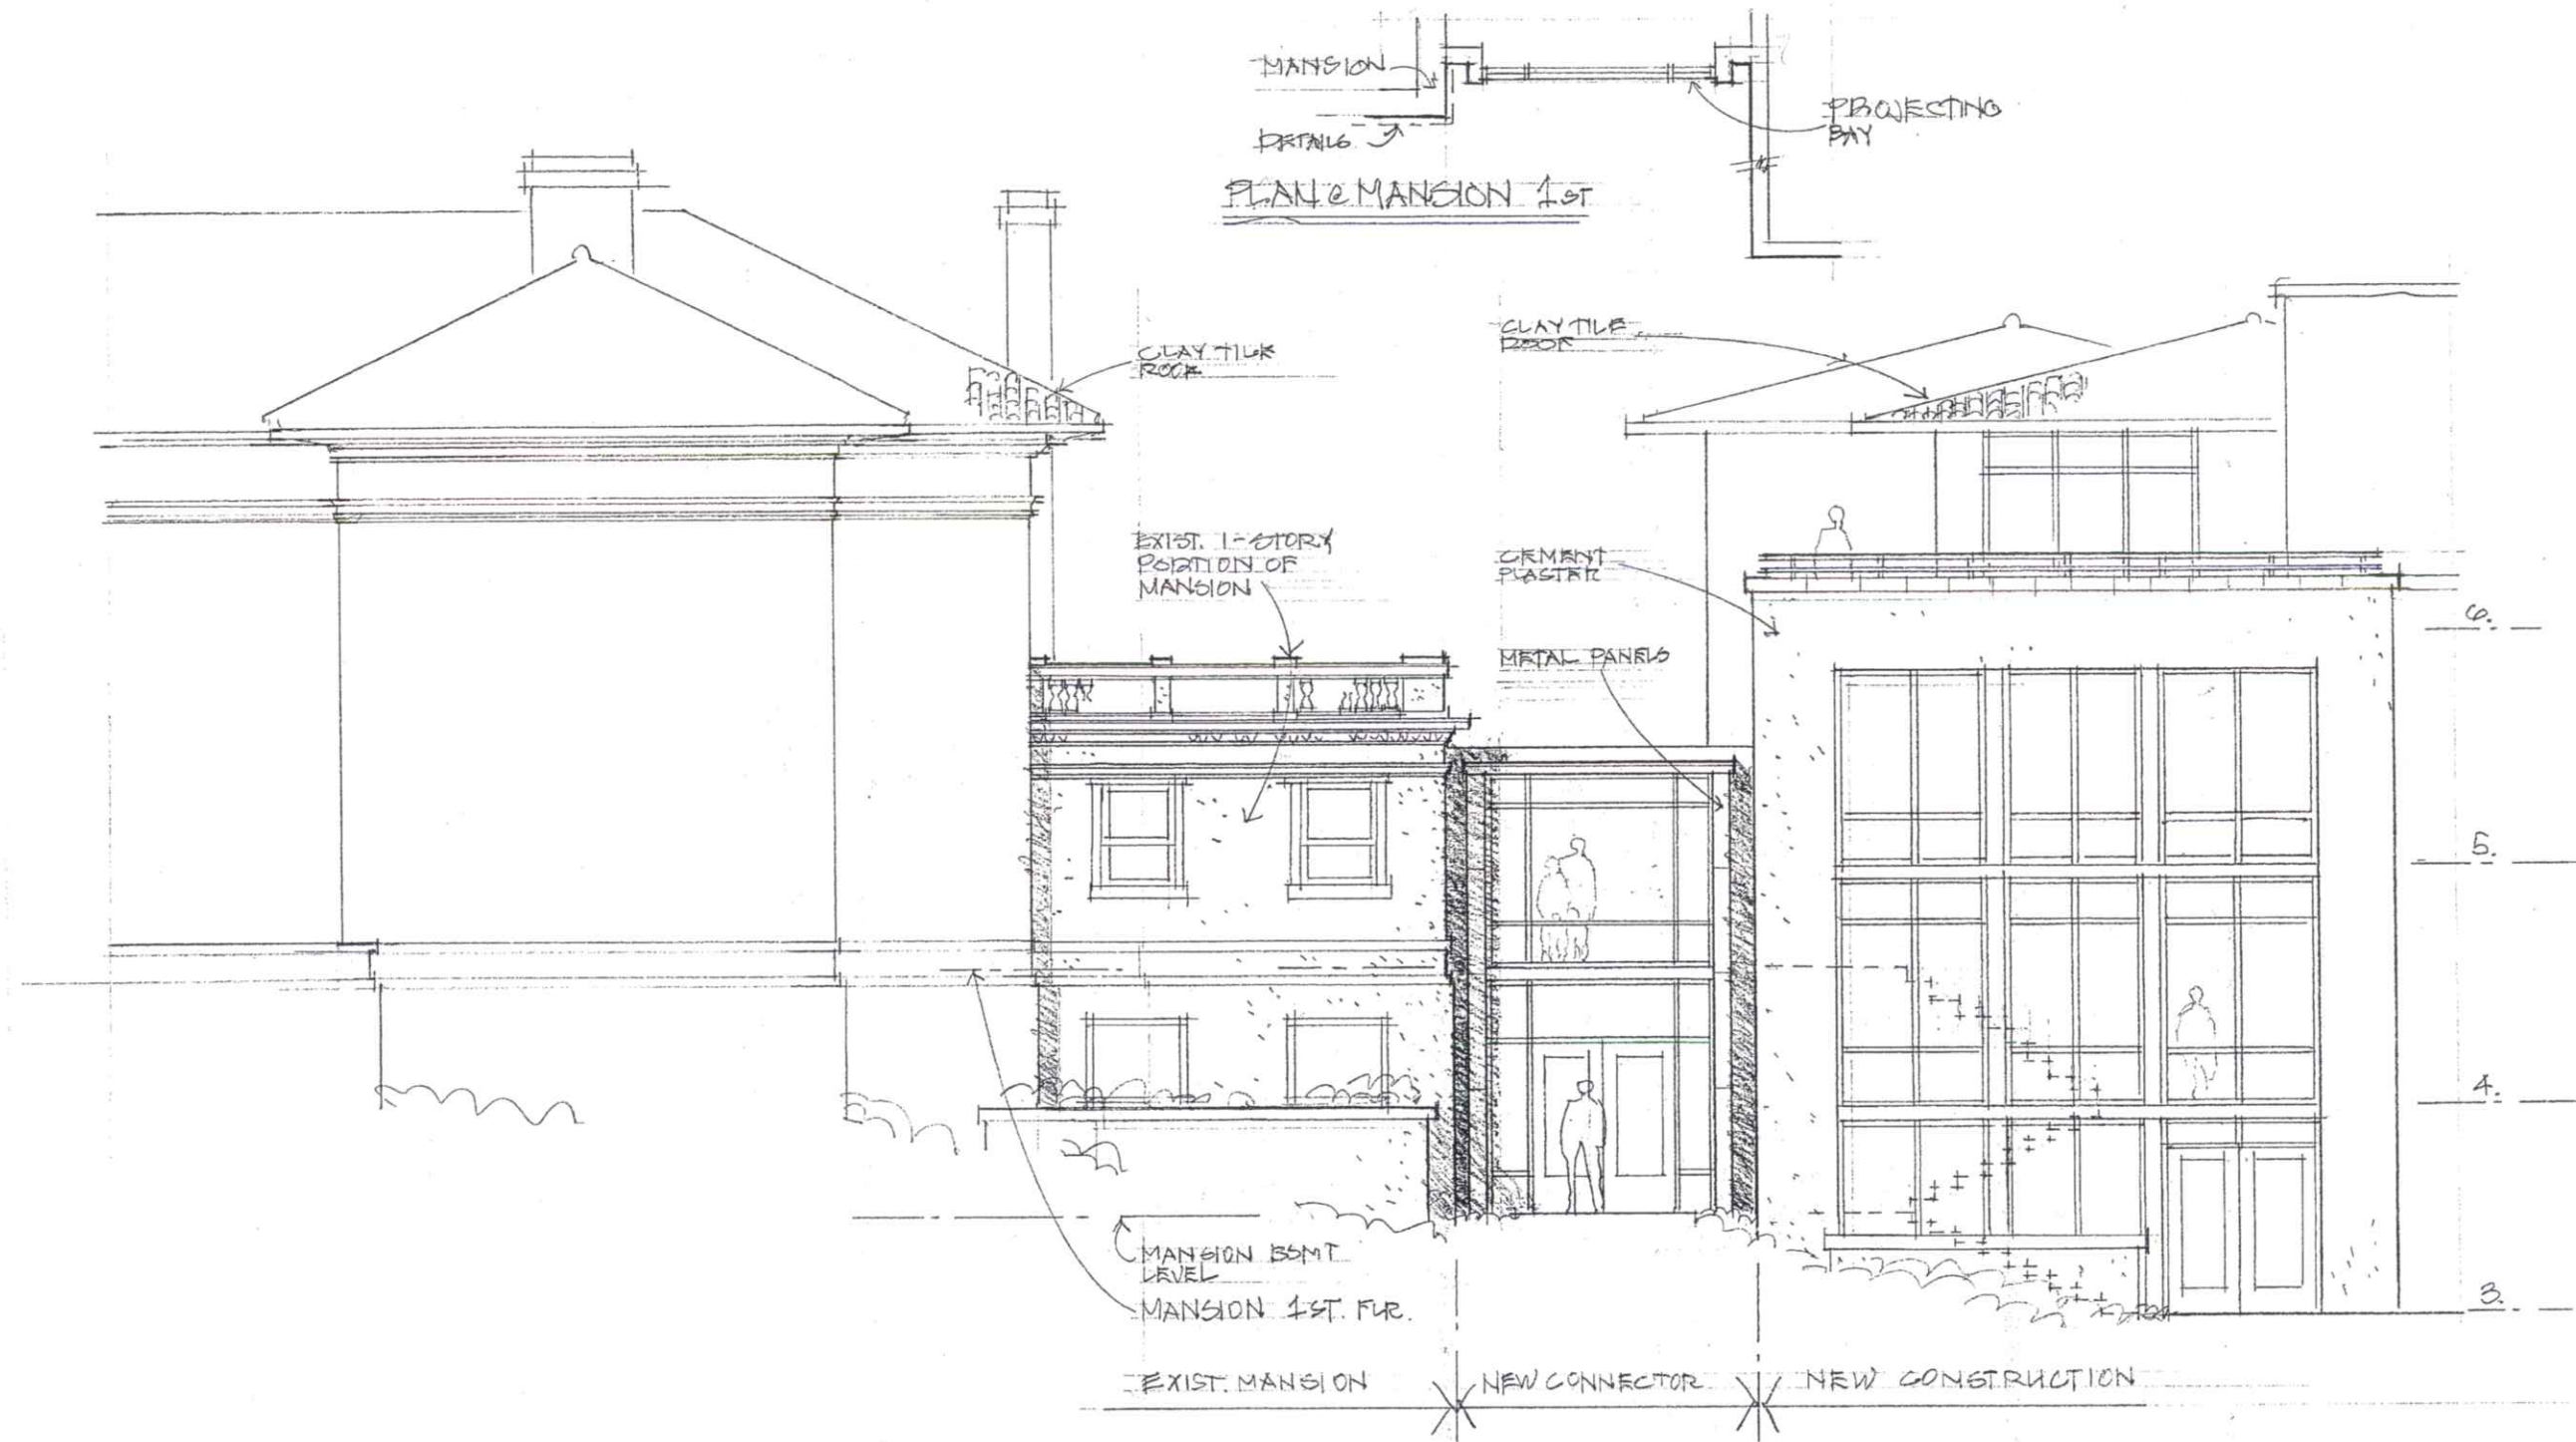 MANSION
DETAILS
PROJECTING
BAY
PLAN @ MANSION 1ST
CLAY TILE
ROOF
CLAY TILE
ROOF
EXIST. 1-STORY
PORTION OF
MANSION
CEMENT
PLASTER
METAL PANELS
6.
5.
4.
3.
MANSION BSMT
LEVEL
MANSION 1ST. FLR.
EXIST. MANSION
NEW CONNECTOR
NEW CONSTRUCTION